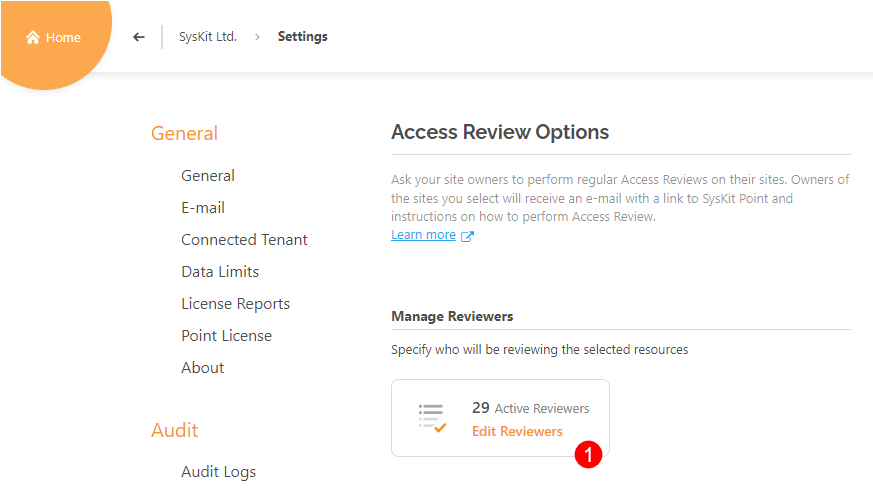 Home
SysKit Ltd. > Settings
General
General
E-mail
Connected Tenant
Data Limits
License Reports
Point License
About
Audit
Audit Logs
Access Review Options
Ask your site owners to perform regular Access Reviews on their sites. Owners of
the sites you select will receive an e-mail with a link to SysKit Point and
instructions on how to perform Access Review.
Learn more
Manage Reviewers
Specify who will be reviewing the selected resources
29 Active Reviewers
Edit Reviewers
1